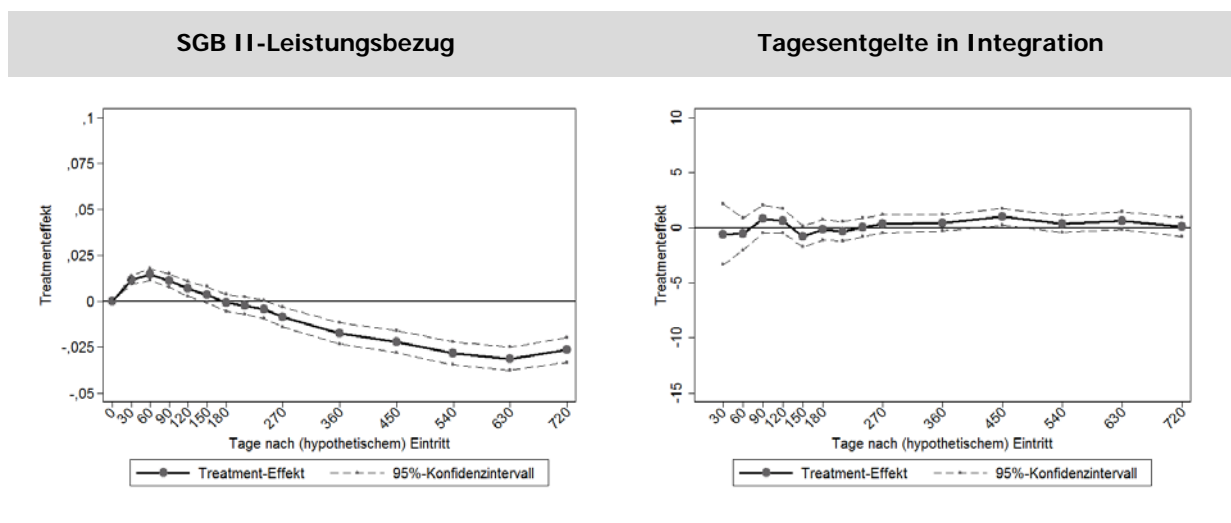 SGB II-Leistungsbezug
Tagesentgelte in Integration
Treatmenteffekt
,1
,075
,05
,025
0
-,025
-,05
0 30 60 90 120 150 180 270 360 450 540 630 720
Tage nach (hypothetischem) Eintritt
Treatment-Effekt 95%-Konfidenzintervall
Treatmenteffekt
10
5
0
-5
-10
-15
30 60 90 120 150 180 270 360 450 540 630 720
Tage nach (hypothetischem) Eintritt
Treatment-Effekt 95%-Konfidenzintervall